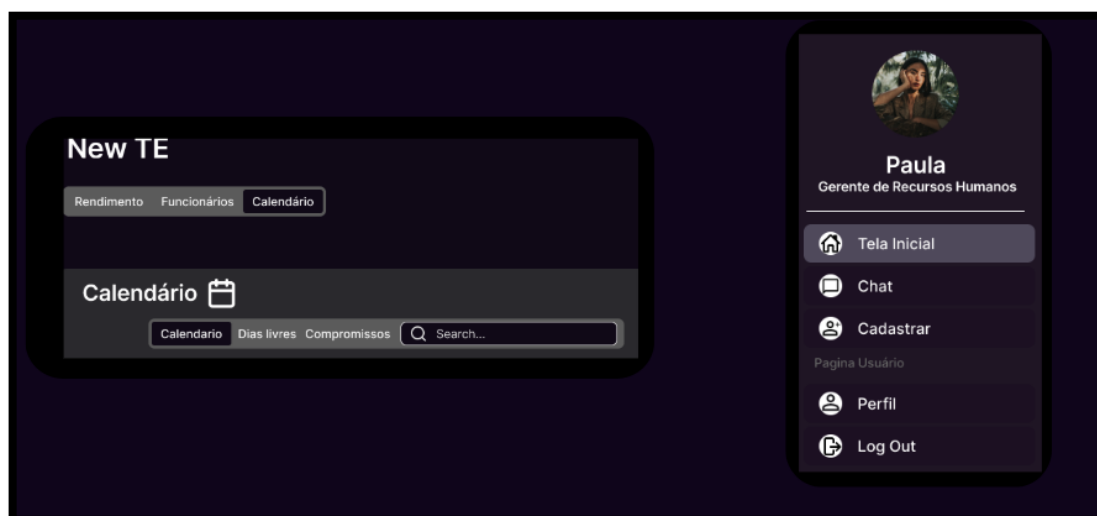 New TE
Rendimento Funcionários Calendário
Calendário
Calendario Dias livres Compromissos Search...
Paula
Gerente de Recursos Humanos
Tela Inicial
Chat
Cadastrar
Pagina Usuário
Perfil
Log Out